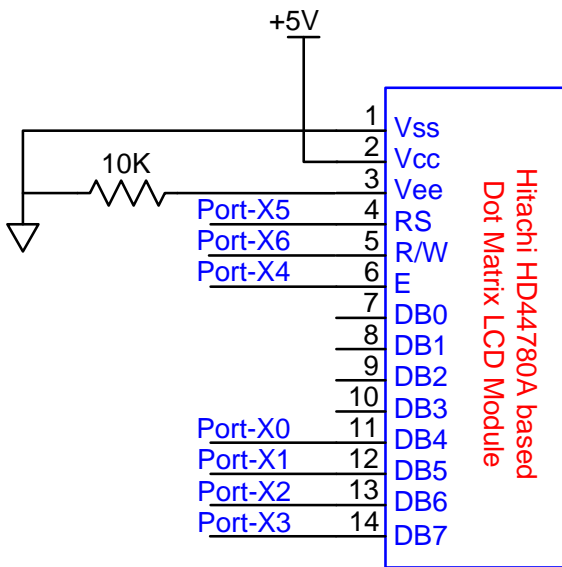 +5V
1 Vss
2 Vcc
10K
3 Vee
Port-X5 4 RS
Port-X6 5 R/W
Port-X4 6 E
7 DB0
8 DB1
9 DB2
10 DB3
Port-X0 11 DB4
Port-X1 12 DB5
Port-X2 13 DB6
Port-X3 14 DB7
Hitachi HD44780A based
Dot Matrix LCD Module